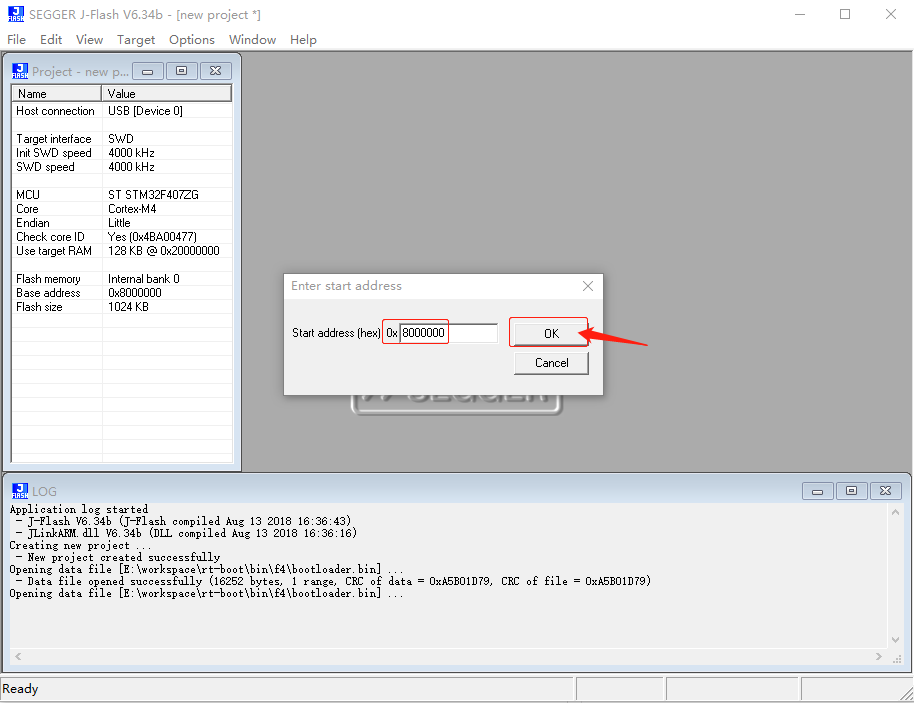 SEGGER J-Flash V6.34b - [new project *]
File Edit View Target Options Window Help
Project - new p...
Name Value
Host connection USB [Device 0]
Target interface SWD
Init SWD speed 4000 kHz
SWD speed 4000 kHz
MCU ST STM32F407ZG
Core Cortex-M4
Endian Little
Check core ID Yes (0x4BA00477)
Use target RAM 128 KB @ 0x20000000
Flash memory Internal bank 0
Base address 0x8000000
Flash size 1024 KB
Enter start address
Start address (hex) 0x 8000000 OK
Cancel
SEGGER
LOG
Application log started
- J-Flash V6.34b (J-Flash compiled Aug 13 2018 16:36:43)
- JLinkARM.dll V6.34b (DLL compiled Aug 13 2018 16:36:16)
Creating new project ...
- New project created successfully
Opening data file [E:\workspace\rt-boot\bin\f4\bootloader.bin] ...
- Data file opened successfully (16252 bytes, 1 range, CRC of data = 0xA5B01D79, CRC of file = 0xA5B01D79)
Opening data file [E:\workspace\rt-boot\bin\f4\bootloader.bin] ...
Ready